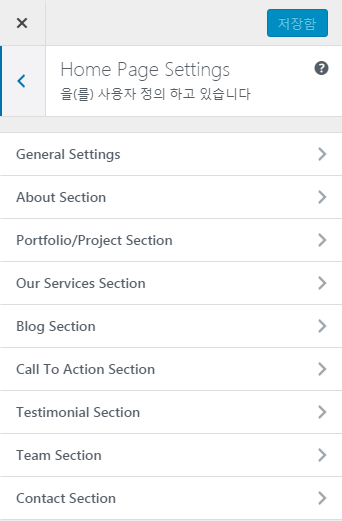 저장함
Home Page Settings
을(를) 사용자 정의 하고 있습니다
General Settings
About Section
Portfolio/Project Section
Our Services Section
Blog Section
Call To Action Section
Testimonial Section
Team Section
Contact Section